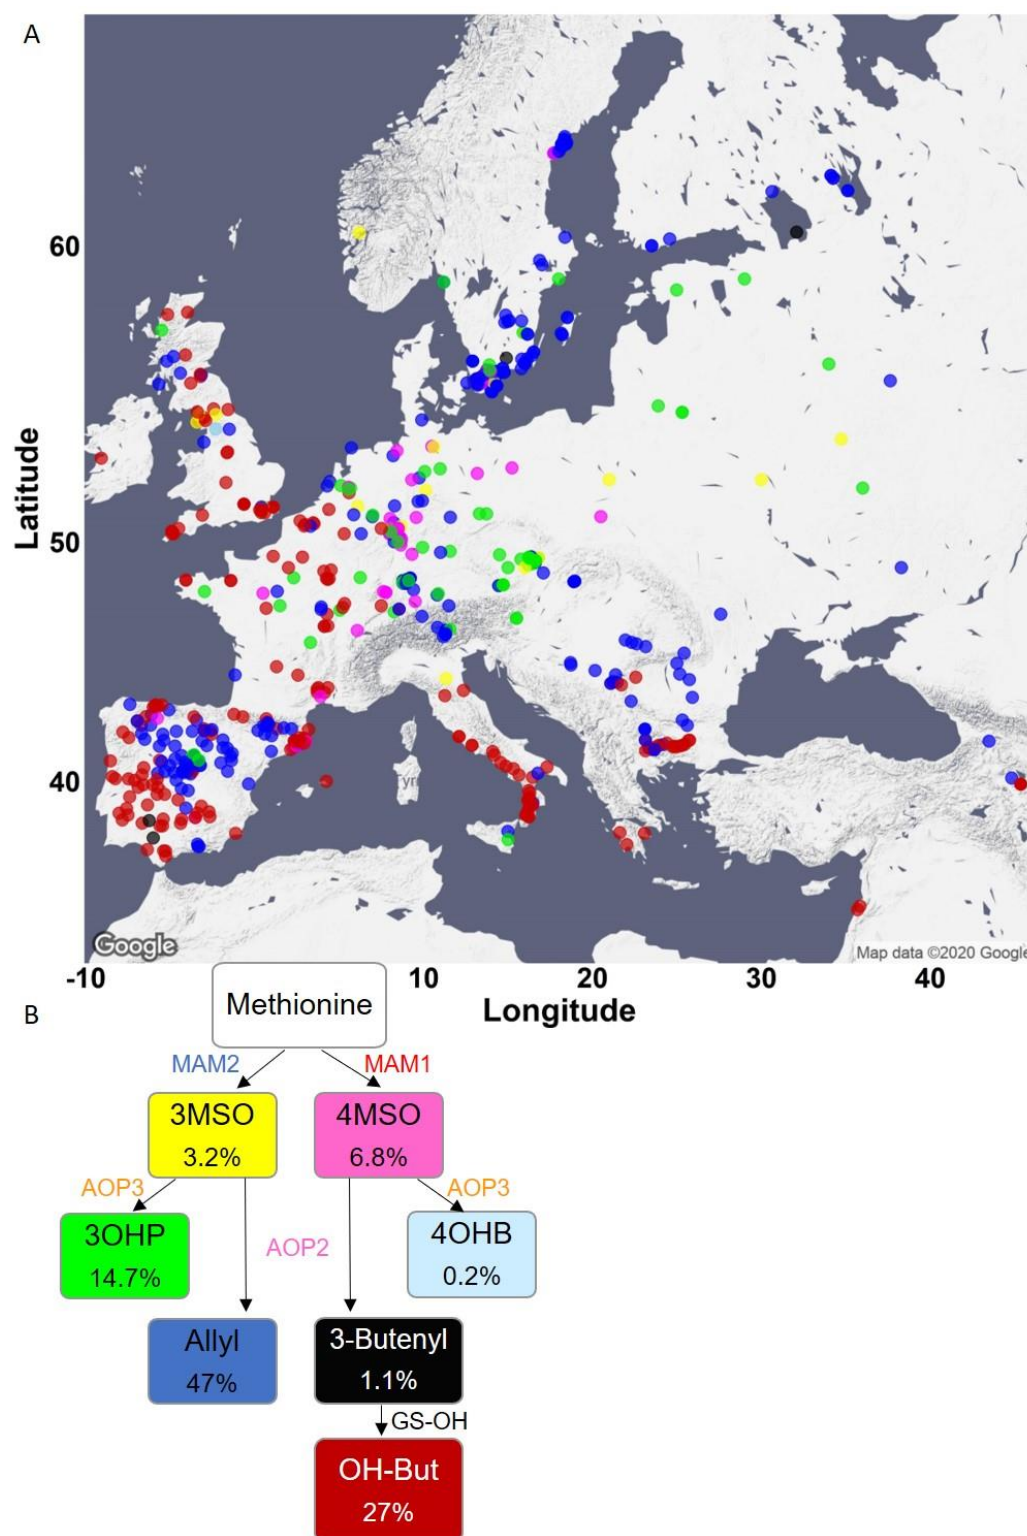 A
60
50
40
Latitude
Tyr
Google
Map data ©2020 Google
-10
10
20
30
40
Longitude
B
Methionine
MAM2
MAM1
3MSO
3.2%
4MSO
6.8%
AOP3
AOP3
3OHP
14.7%
AOP2
4OHB
0.2%
Allyl
47%
3-Butenyl
1.1%
GS-OH
OH-But
27%